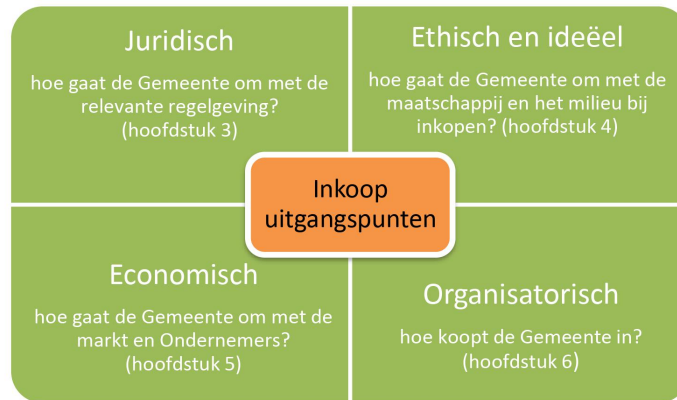 Juridisch
hoe gaat de Gemeente om met de
relevante regelgeving?
(hoofdstuk 3)
Ethisch en ideëel
hoe gaat de Gemeente om met de
maatschappij en het milieu bij
inkopen? (hoofdstuk 4)
Inkoop
uitgangspunten
Economisch
hoe gaat de Gemeente om met de
markt en Ondernemers?
(hoofdstuk 5)
Organisatorisch
hoe koopt de Gemeente in?
(hoofdstuk 6)